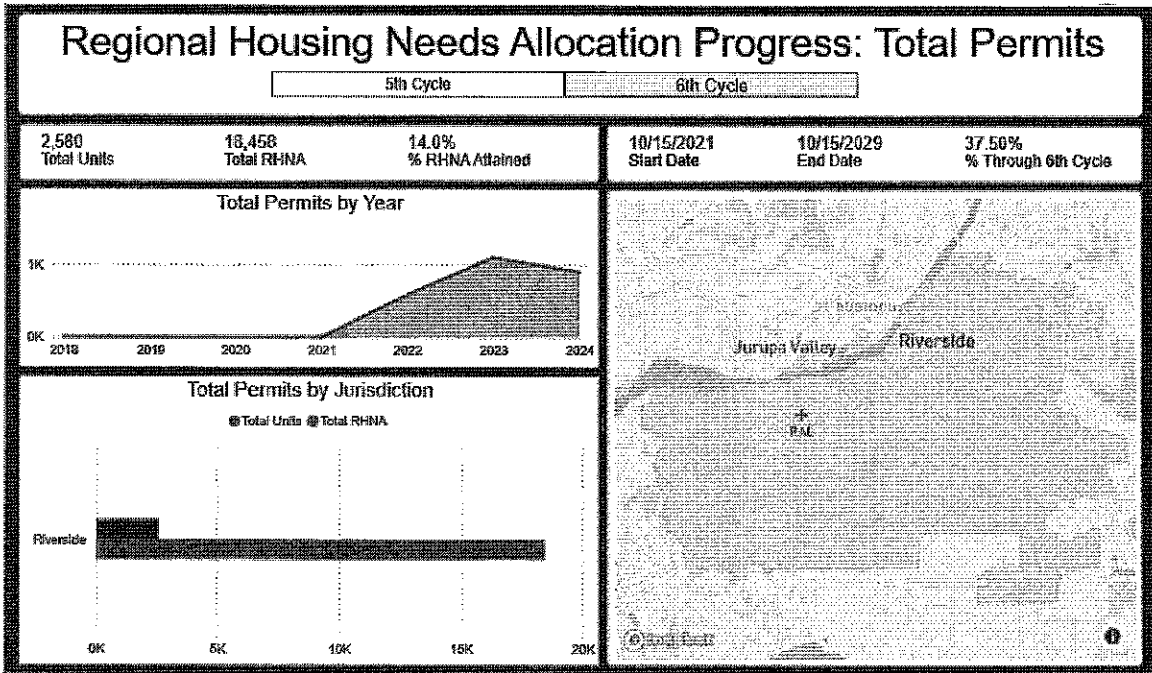 Regional Housing Needs Allocation Progress: Total Permits
5th Cycle 6th Cycle
2,580 18,458 14.0%
Total Units Total RHNA % RHNA Attained
10/15/2021 10/15/2029 37.50%
Start Date End Date % Through 6th Cycle
Total Permits by Year
1K
0K
2018 2019 2020 2021 2022 2023 2024
Total Permits by Jurisdiction
Total Units Total RHNA
Riverside
0K 5K 10K 15K 20K
Jurupa Valley Riverside
RAL